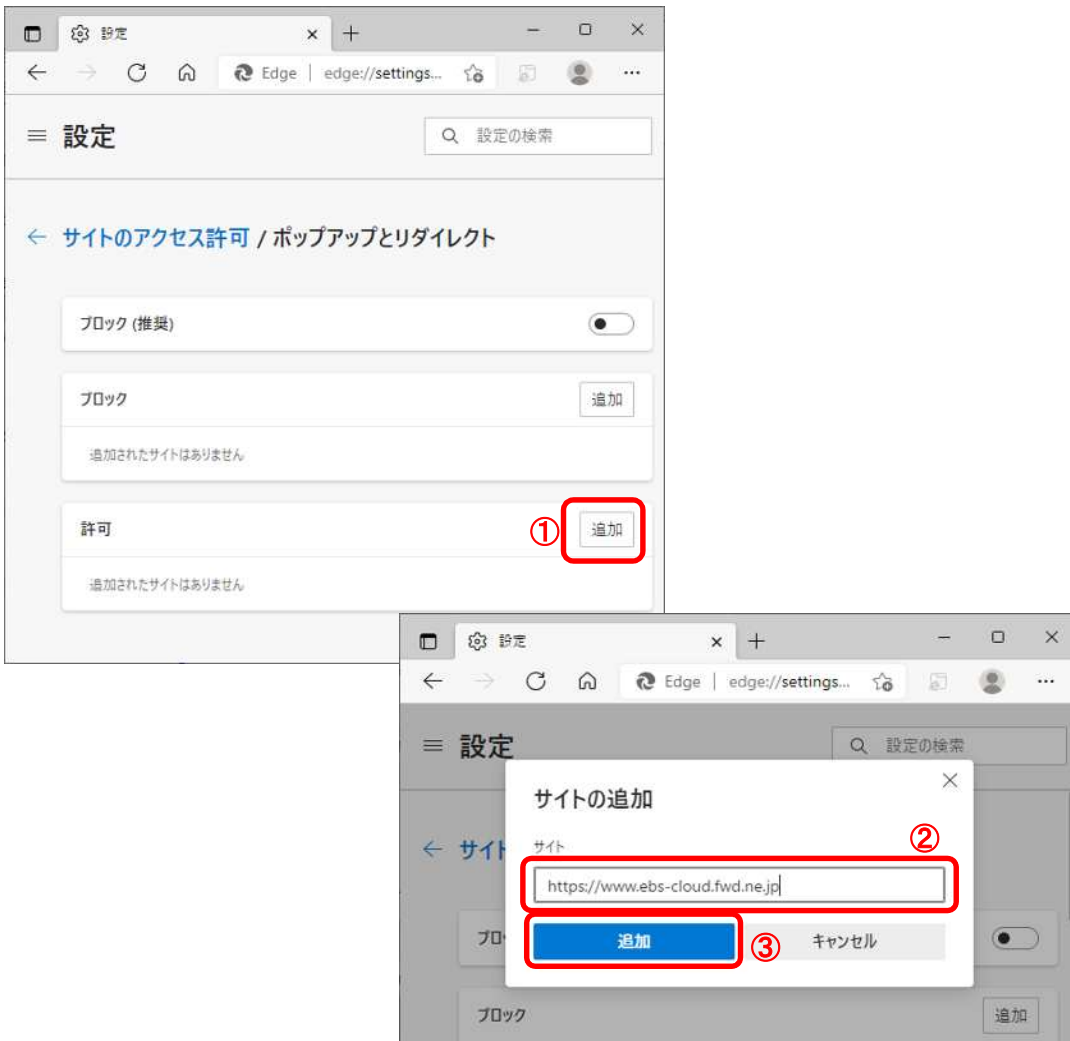 設定
Edge | edge://settings...
設定
設定の検索
サイトのアクセス許可 / ポップアップとリダイレクト
ブロック (推奨)
ブロック
追加
追加されたサイトはありません
許可
①
追加
追加されたサイトはありません
設定
Edge | edge://settings...
設定
設定の検索
サイトの追加
サイ
サイト
②
https://www.ebs-cloud.fwd.ne.jp
ブロ
追加
③
キャンセル
ブロック
追加